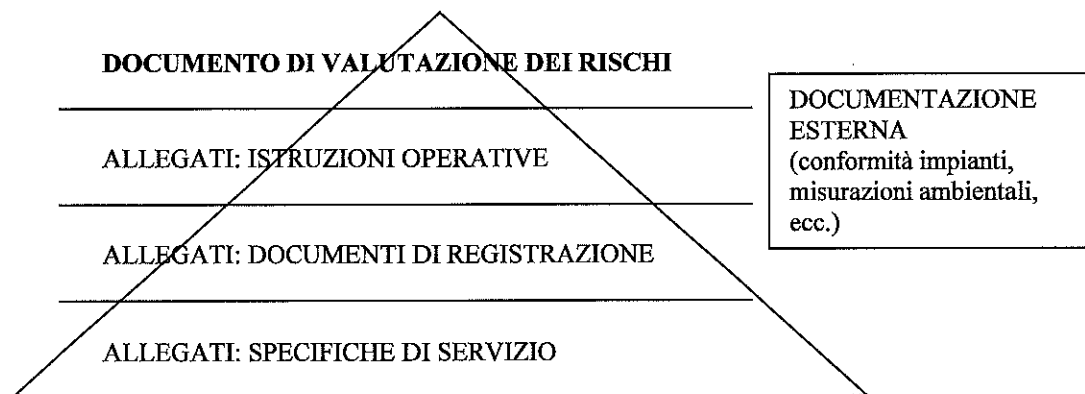 DOCUMENTO DI VALUTAZIONE DEI RISCHI
ALLEGATI: ISTRUZIONI OPERATIVE
ALLEGATI: DOCUMENTI DI REGISTRAZIONE
ALLEGATI: SPECIFICHE DI SERVIZIO
DOCUMENTAZIONE
ESTERNA
(conformità impianti,
misurazioni ambientali,
ecc.)